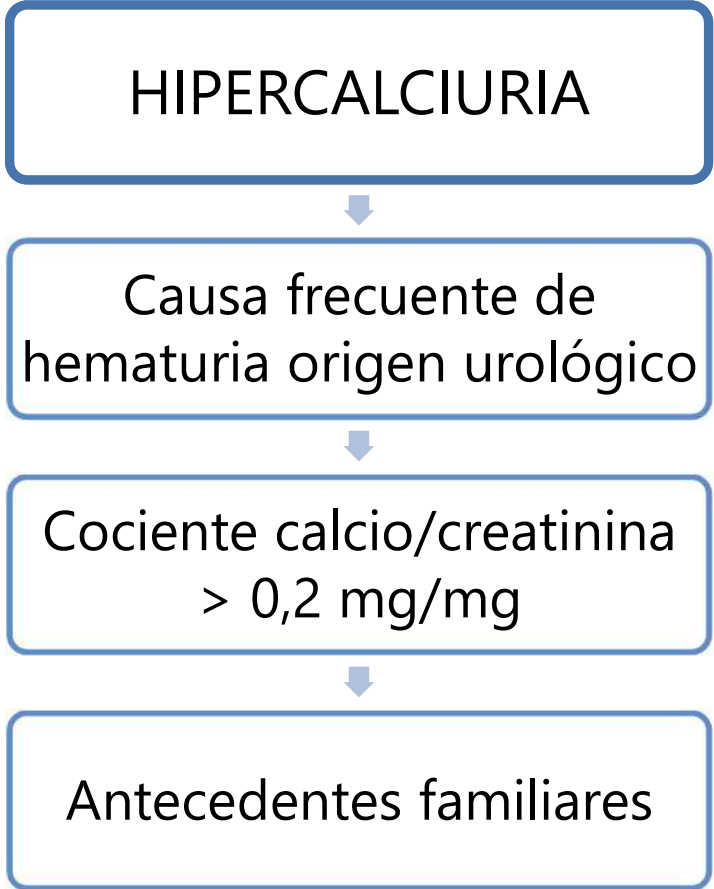 HIPERCALCIURIA
Causa frecuente de
hematuria origen urológico
Cociente calcio/creatinina
> 0,2 mg/mg
Antecedentes familiares